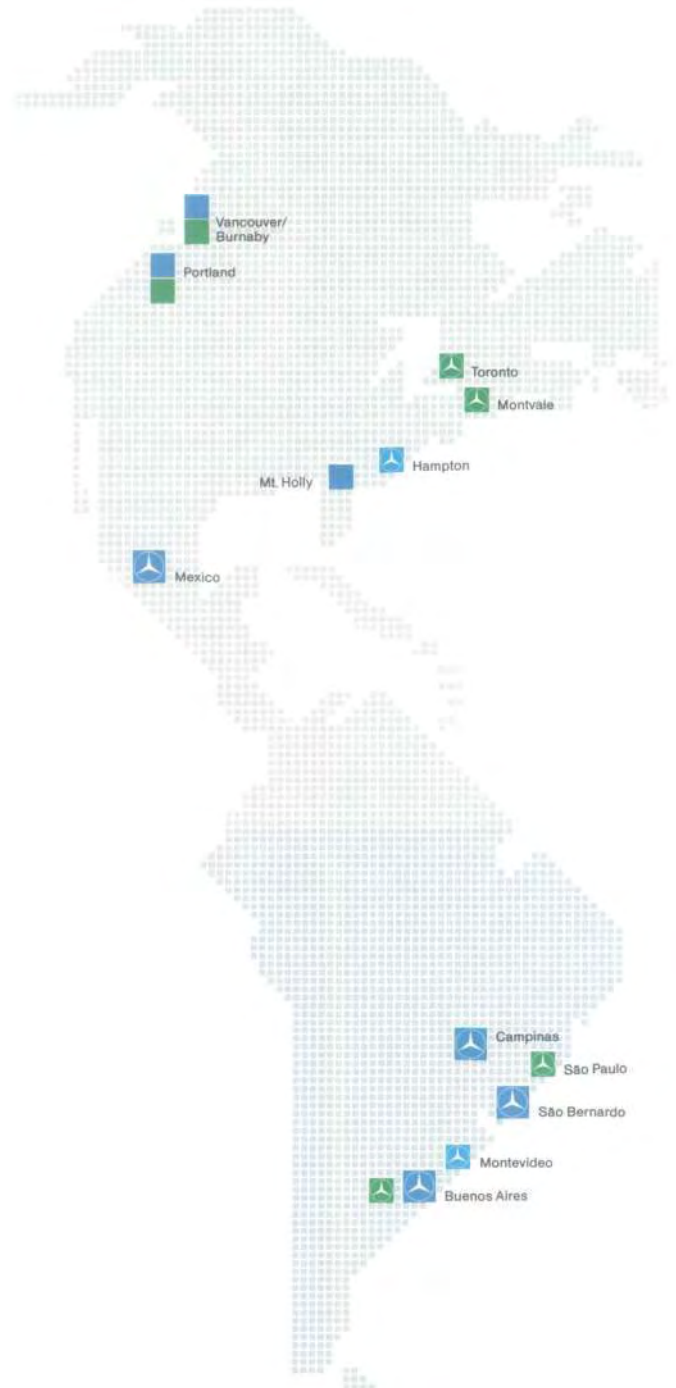 Vancouver/
Burnaby
Portland
Toronto
Montvale
Hampton
Mt. Holly
Mexico
Campinas
São Paulo
São Bernardo
Montevideo
Buenos Aires